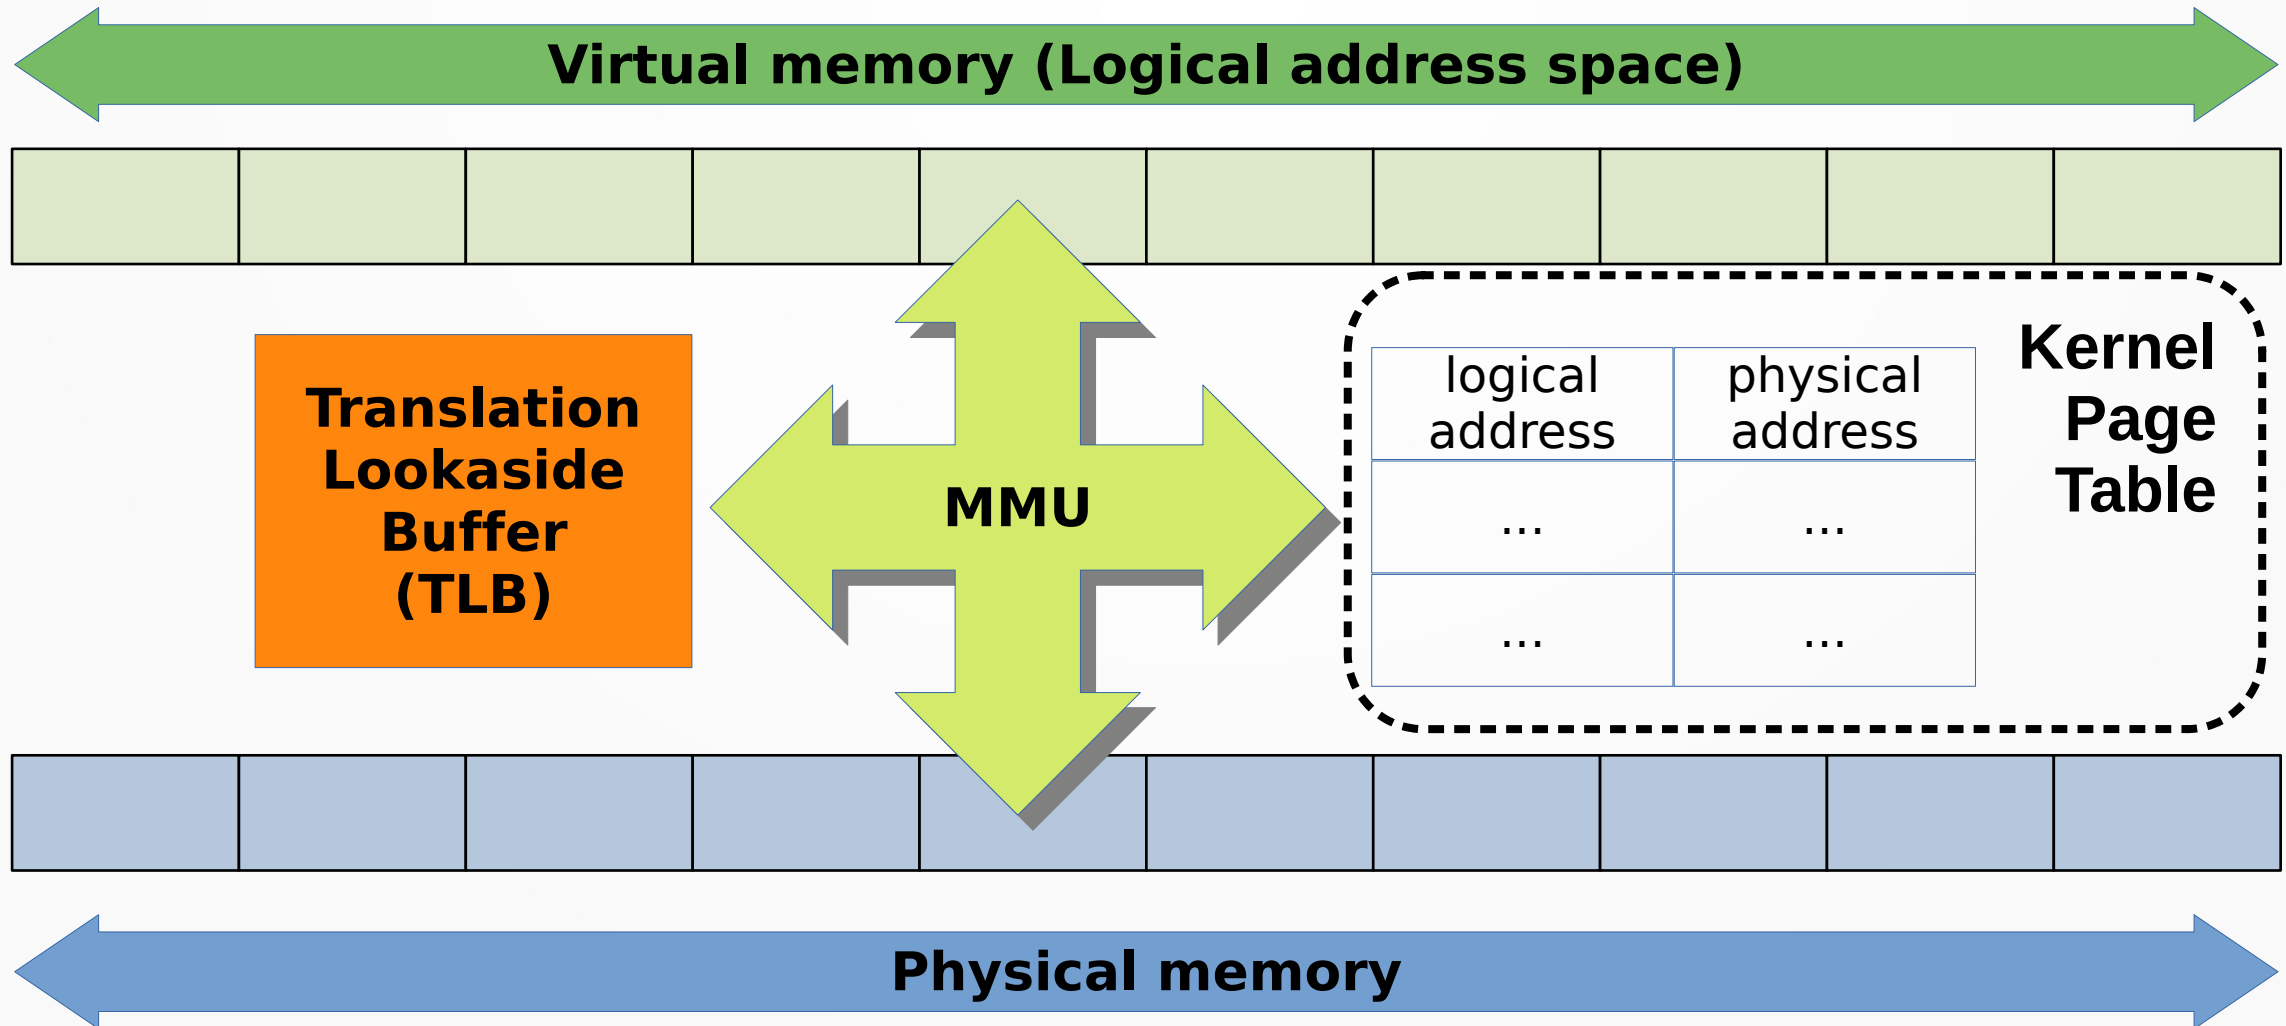 Virtual memory (Logical address space)
Translation
Lookaside
Buffer
(TLB)
MMU
logical
address
physical
address
...
...
...
...
Kernel
Page
Table
Physical memory